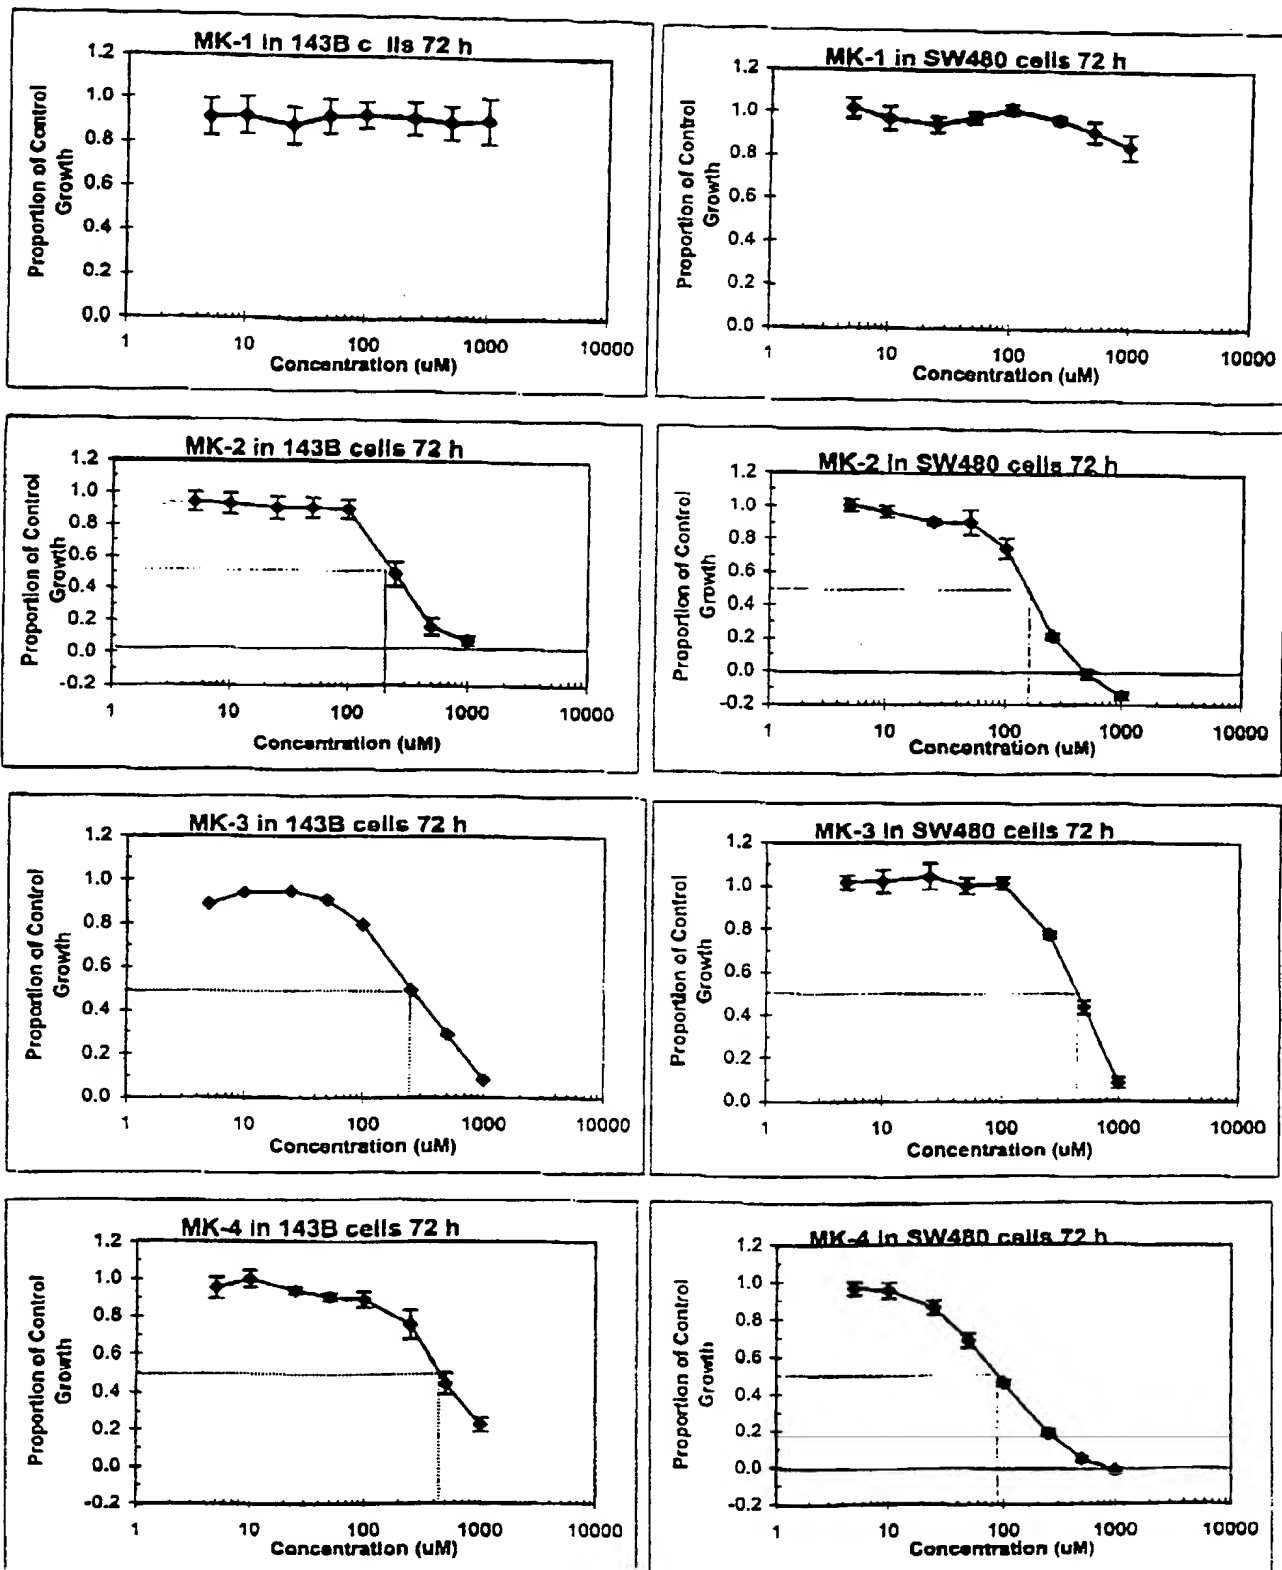 MK-1 in 143B c lls 72 h
1.2
1.0
0.8
0.6
0.4
0.2
0.0
Proportion of Control
Growth
1 10 100 1000 10000
Concentration (uM)
MK-1 in SW480 cells 72 h
1.2
1.0
0.8
0.6
0.4
0.2
0.0
Proportion of Control
Growth
1 10 100 1000 10000
Concentration (uM)
MK-2 in 143B cells 72 h
1.2
1.0
0.8
0.6
0.4
0.2
0.0
-0.2
Proportion of Control
Growth
1 10 100 1000 10000
Concentration (uM)
MK-2 in SW480 cells 72 h
1.2
1.0
0.8
0.6
0.4
0.2
0.0
-0.2
Proportion of Control
Growth
1 10 100 1000 10000
Concentration (uM)
MK-3 in 143B cells 72 h
1.2
1.0
0.8
0.6
0.4
0.2
0.0
Proportion of Control
Growth
1 10 100 1000 10000
Concentration (uM)
MK-3 in SW480 cells 72 h
1.2
1.0
0.8
0.6
0.4
0.2
0.0
Proportion of Control
Growth
1 10 100 1000 10000
Concentration (uM)
MK-4 in 143B cells 72 h
1.2
1.0
0.8
0.6
0.4
0.2
0.0
-0.2
Proportion of Control
Growth
1 10 100 1000 10000
Concentration (uM)
MK-4 in SW480 cells 72 h
1.2
1.0
0.8
0.6
0.4
0.2
0.0
-0.2
Proportion of Control
Growth
1 10 100 1000 10000
Concentration (uM)